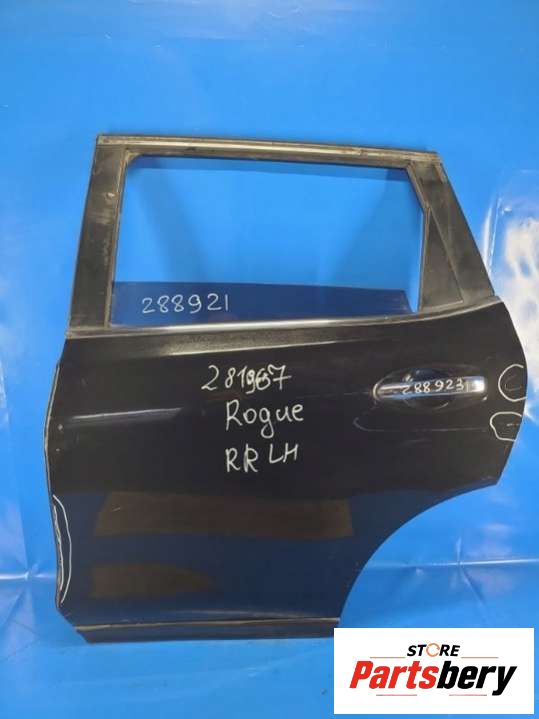 288921
Rogue
288923
RR LH
STORE
Partsbery